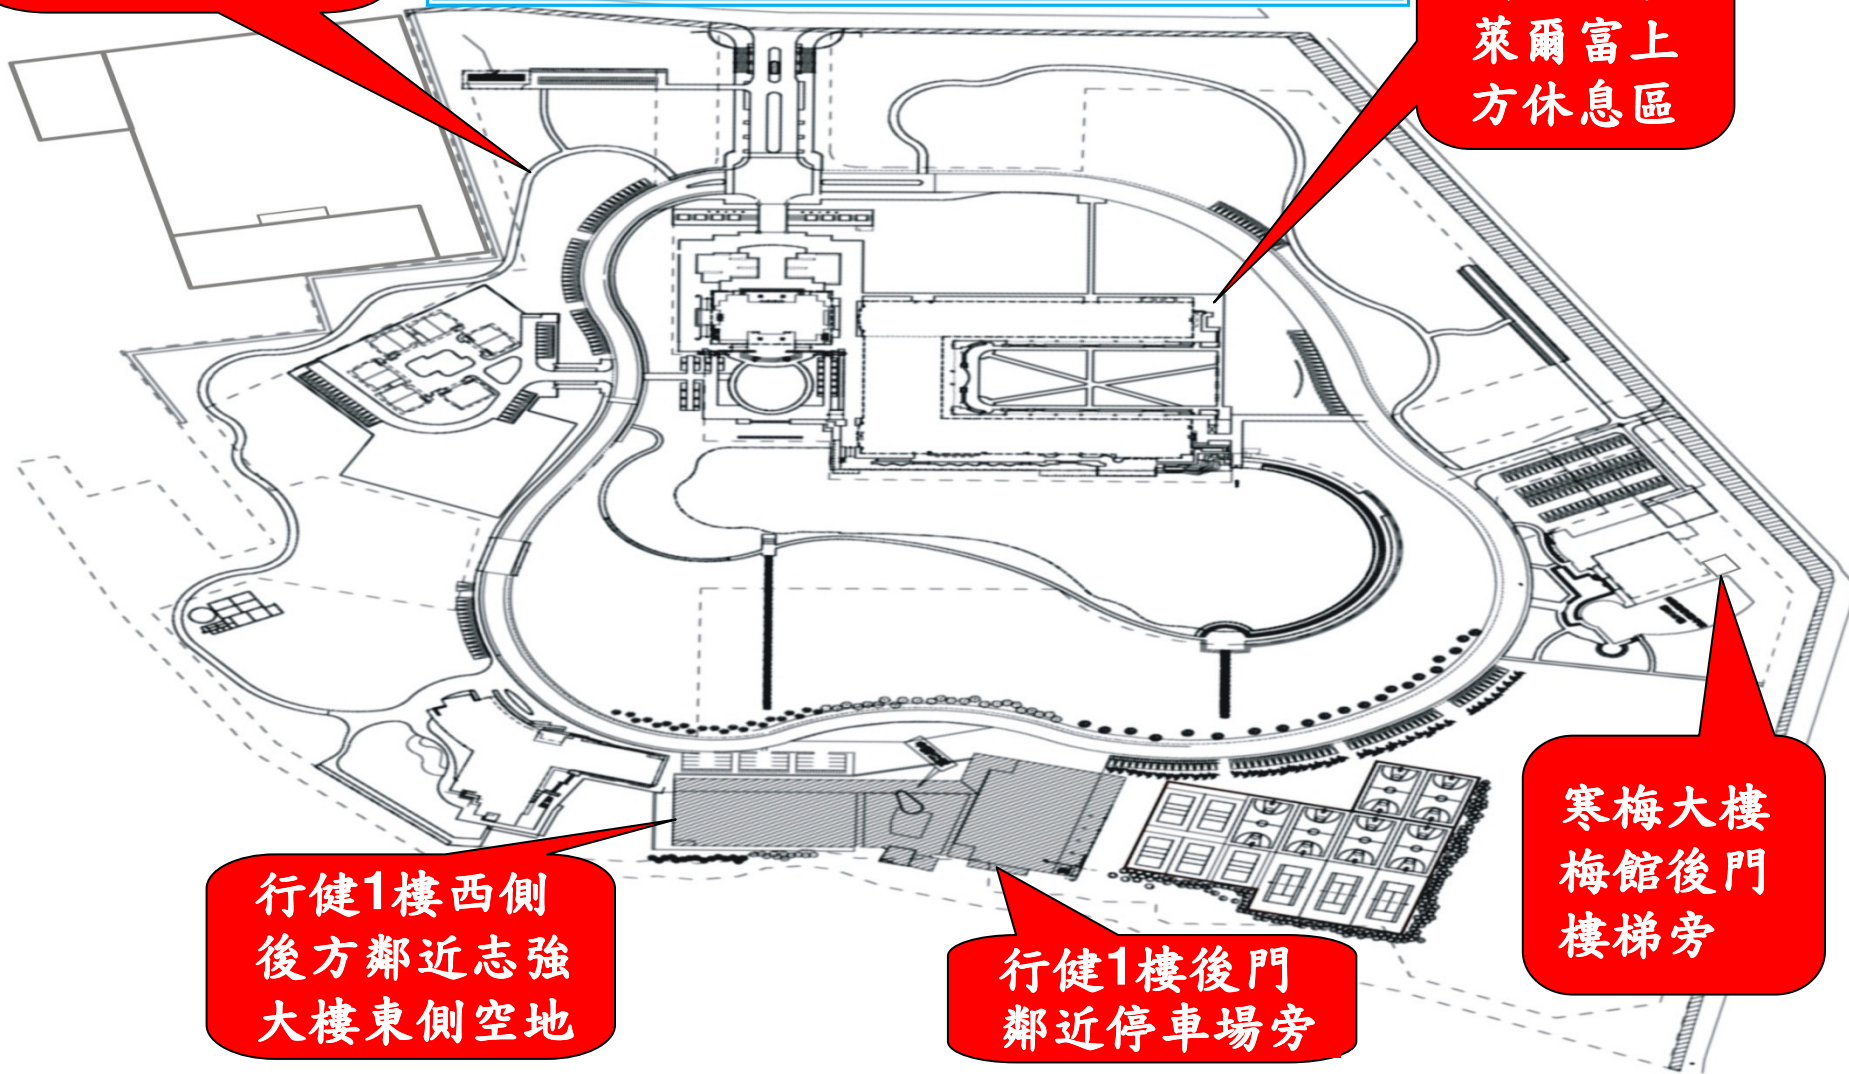 萊爾富上
方休息區
寒梅大樓
梅館後門
樓梯旁
行健1樓西側
後方鄰近志強
大樓東側空地
行健1樓後門
鄰近停車場旁